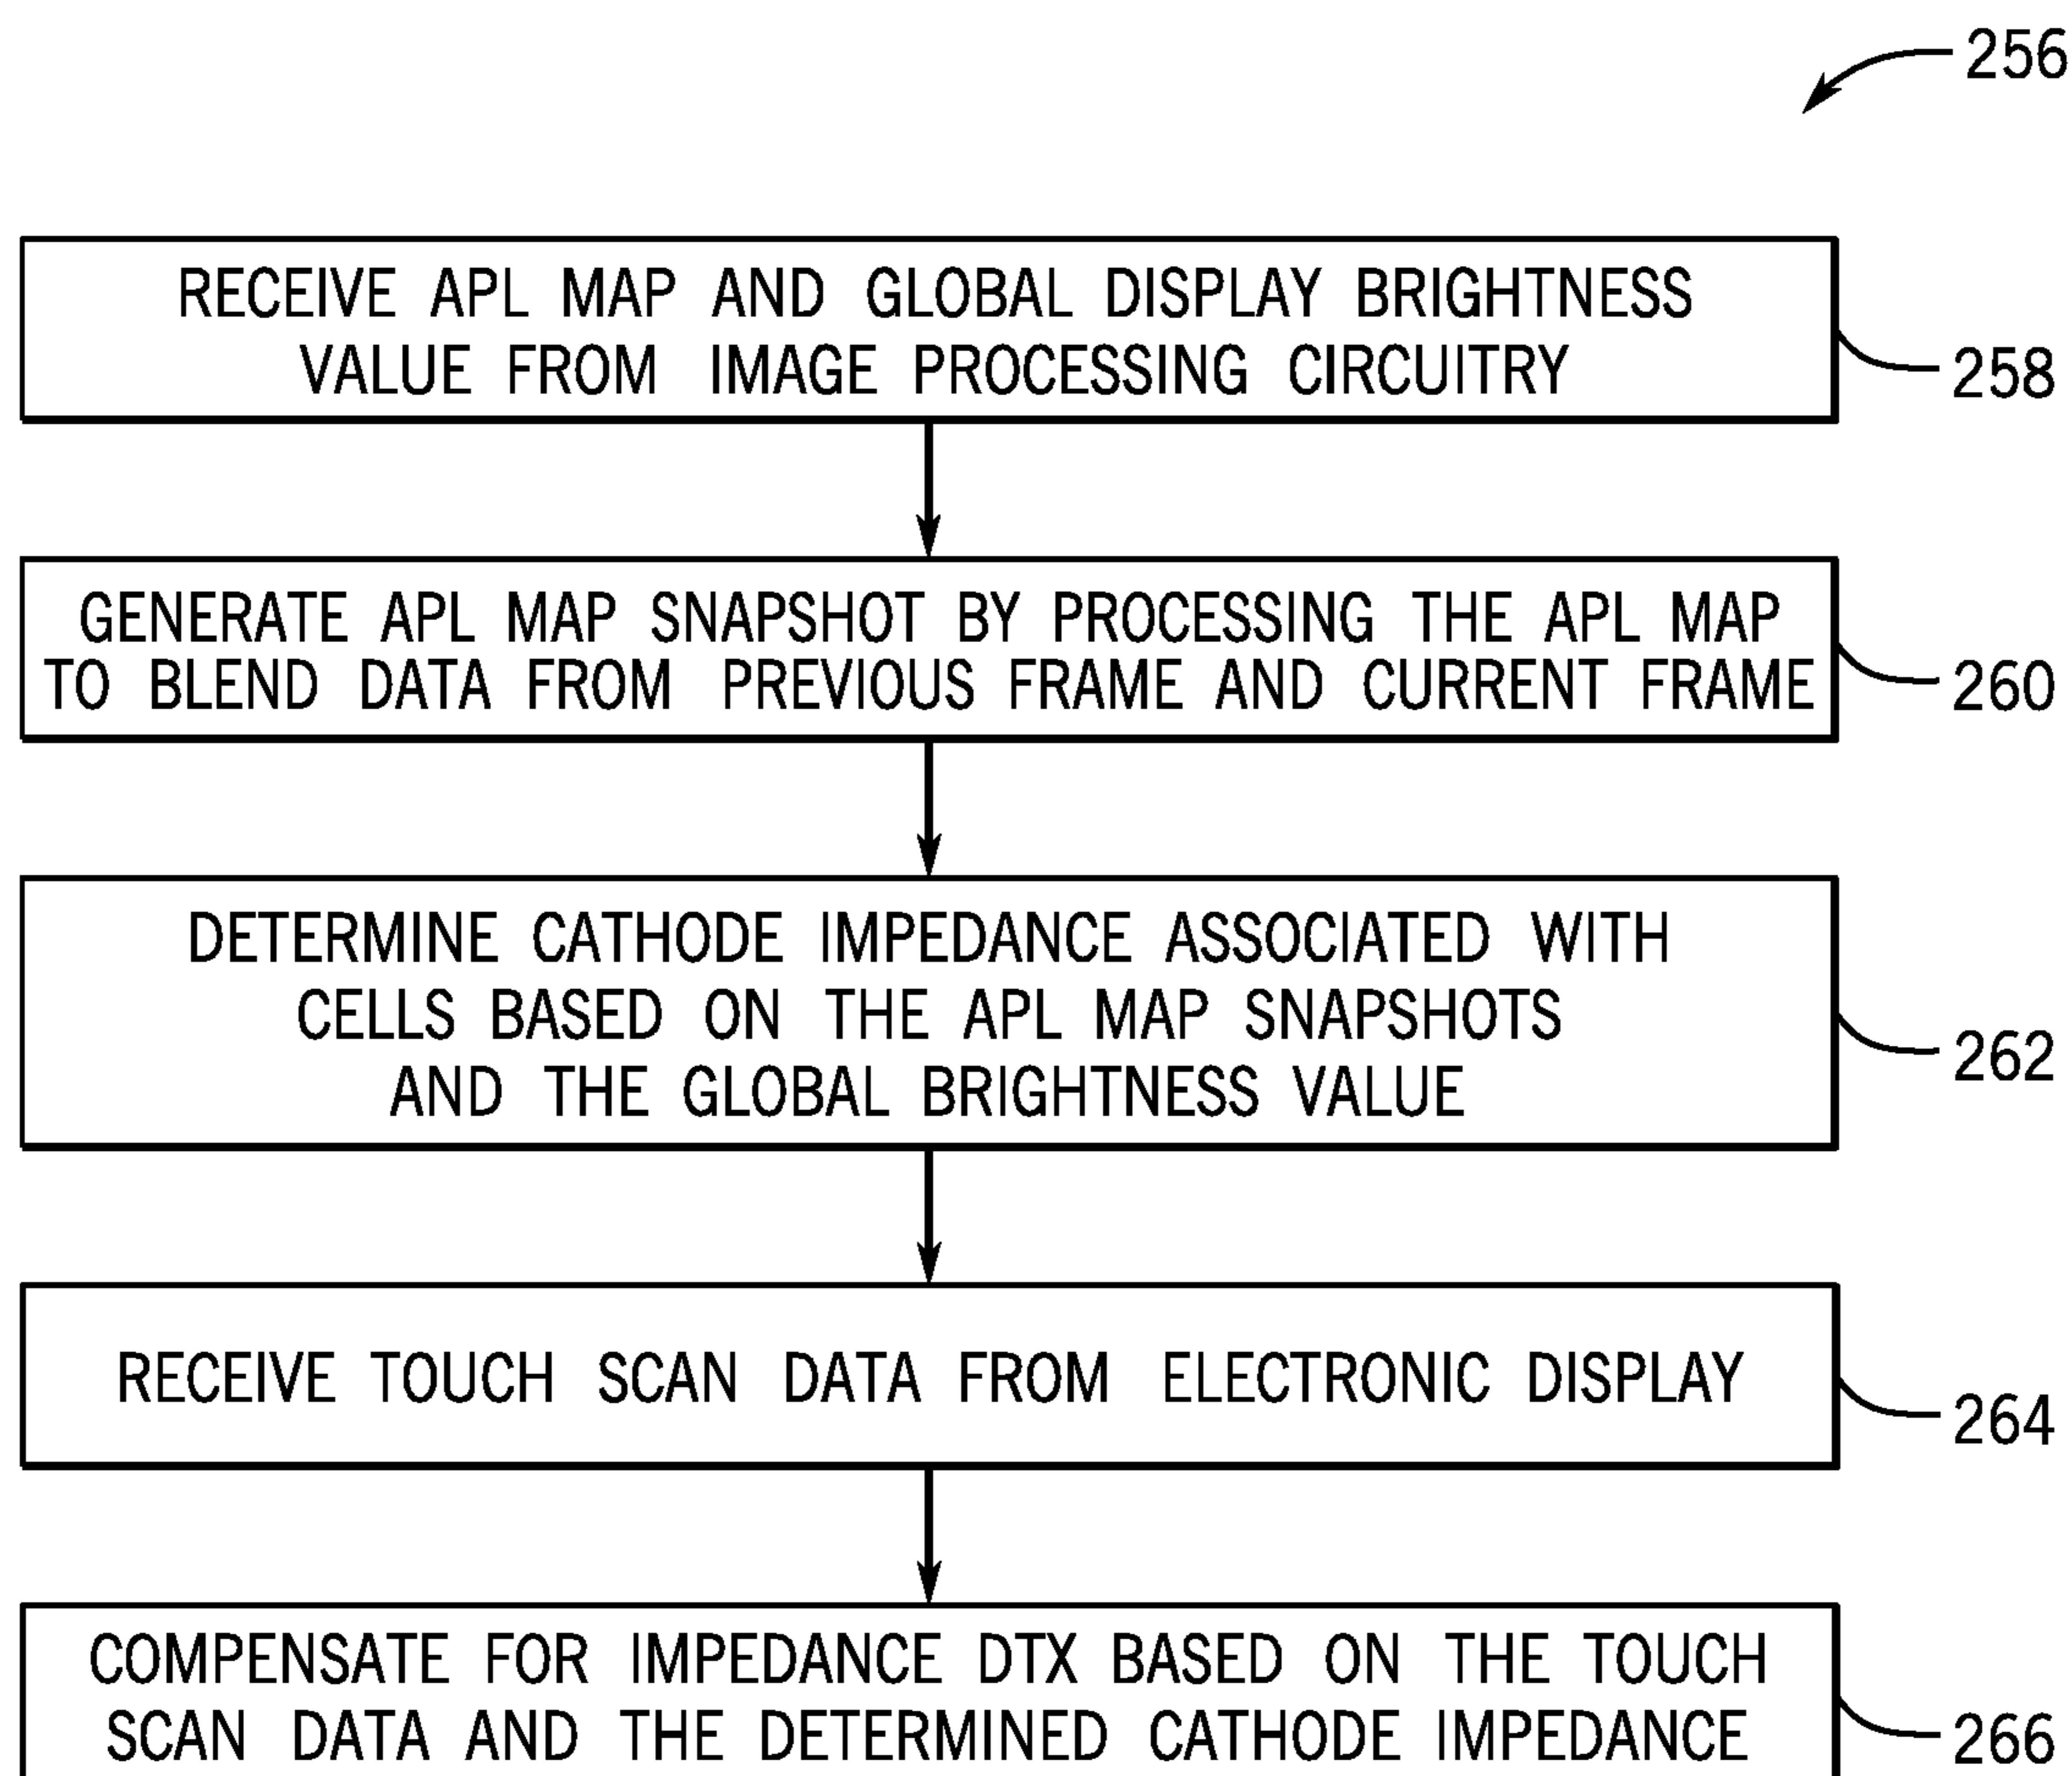 256
RECEIVE APL MAP AND GLOBAL DISPLAY BRIGHTNESS
VALUE FROM IMAGE PROCESSING CIRCUITRY
258
GENERATE APL MAP SNAPSHOT BY PROCESSING THE APL MAP
TO BLEND DATA FROM PREVIOUS FRAME AND CURRENT FRAME
260
DETERMINE CATHODE IMPEDANCE ASSOCIATED WITH
CELLS BASED ON THE APL MAP SNAPSHOTS
AND THE GLOBAL BRIGHTNESS VALUE
262
RECEIVE TOUCH SCAN DATA FROM ELECTRONIC DISPLAY
264
COMPENSATE FOR IMPEDANCE DTX BASED ON THE TOUCH
SCAN DATA AND THE DETERMINED CATHODE IMPEDANCE
266